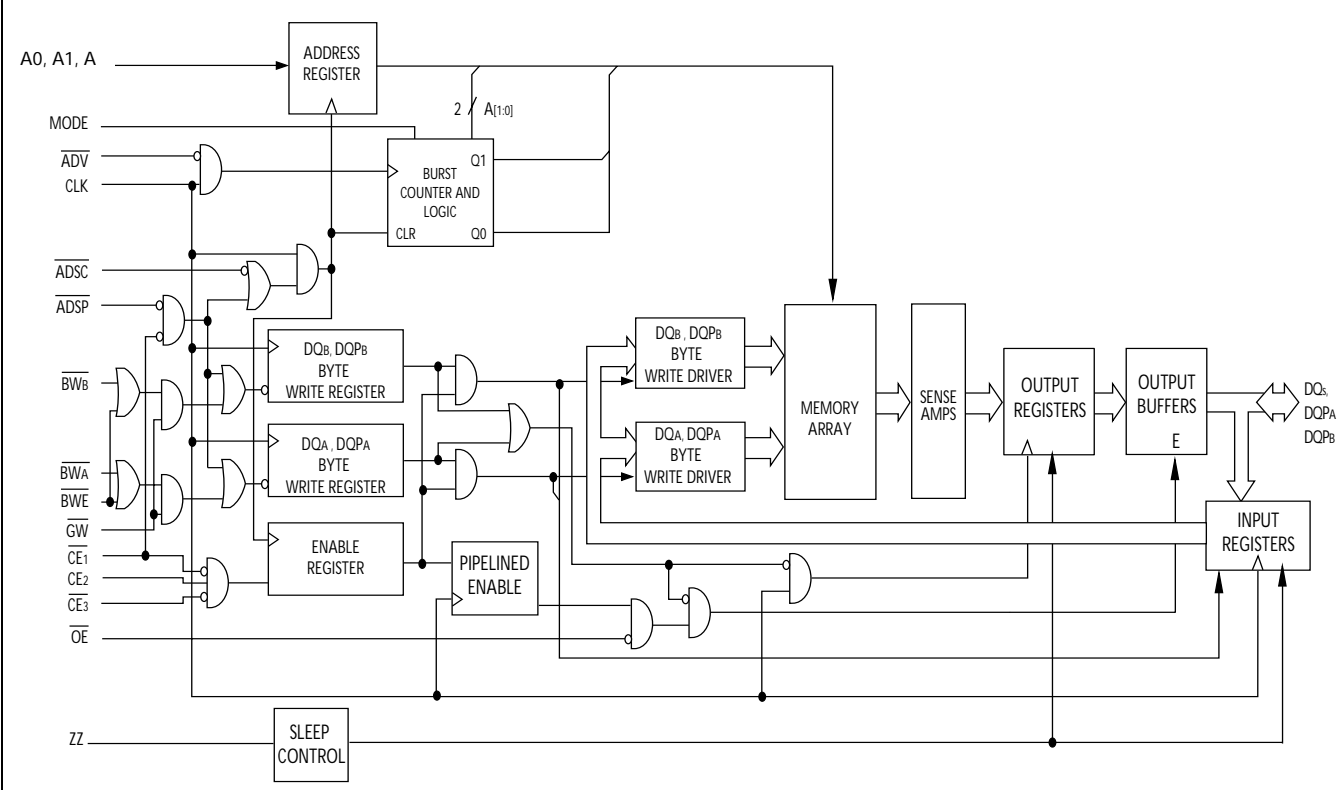 A0, A1, A
ADDRESS
REGISTER
MODE
2
A[1:0]
ADV
CLK
BURST
COUNTER AND
LOGIC
Q1
CLR
Q0
ADSC
ADSP
DQB, DQPB
BYTE
WRITE REGISTER
DQB, DQPB
BYTE
WRITE DRIVER
MEMORY
ARRAY
SENSE
AMPS
OUTPUT
REGISTERS
OUTPUT
BUFFERS
E
DQs,
DQPA
DQPB
BWB
DQA, DQPA
BYTE
WRITE REGISTER
DQA, DQPA
BYTE
WRITE DRIVER
BWA
BWE
GW
CE1
CE2
CE3
ENABLE
REGISTER
PIPELINED
ENABLE
INPUT
REGISTERS
OE
ZZ
SLEEP
CONTROL